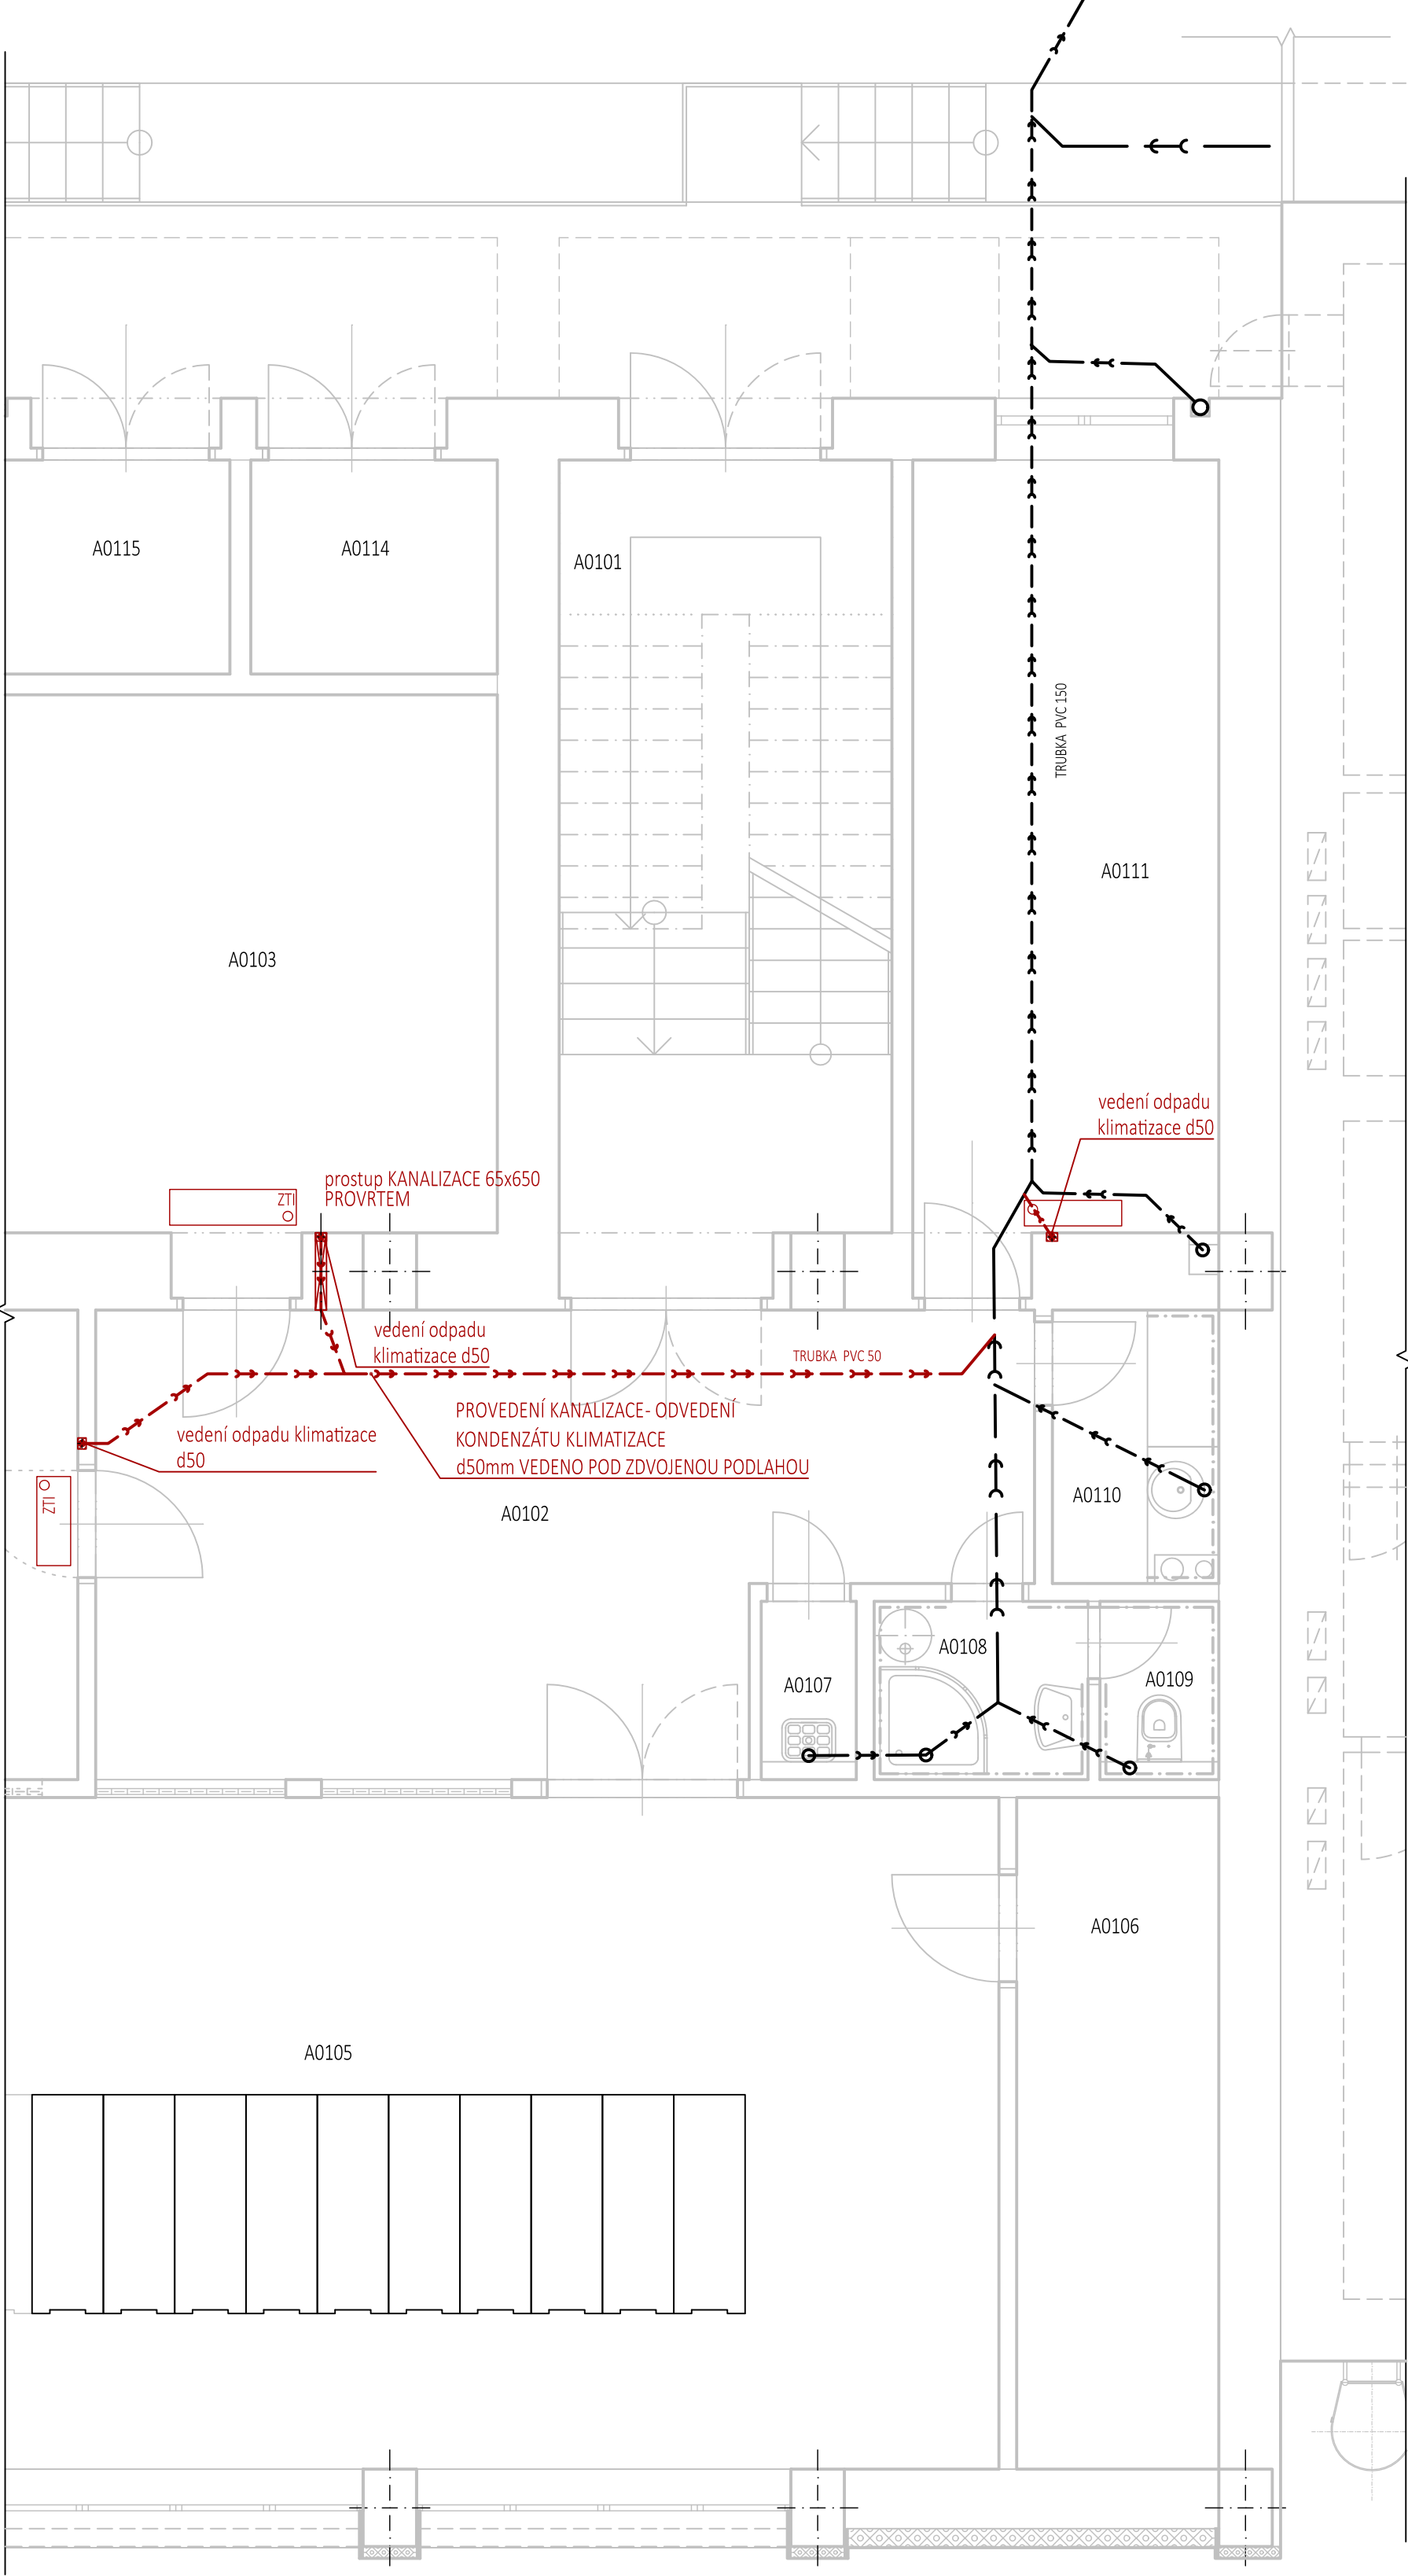 A0115
A0114
A0101
TRUBKA PVC 150
A0111
A0103
vedení odpadu
klimatizace d50
prostup KANALIZACE 65x650
PROVRTEM
ZTI
vedení odpadu
klimatizace d50
TRUBKA PVC 50
vedení odpadu klimatizace
d50
PROVEDENÍ KANALIZACE- ODVEDENÍ
KONDENZÁTU KLIMATIZACE
d50mm VEDENO POD ZDVOJENOU PODLAHOU
ZTI
A0102
A0110
A0108
A0107
A0109
A0106
A0105